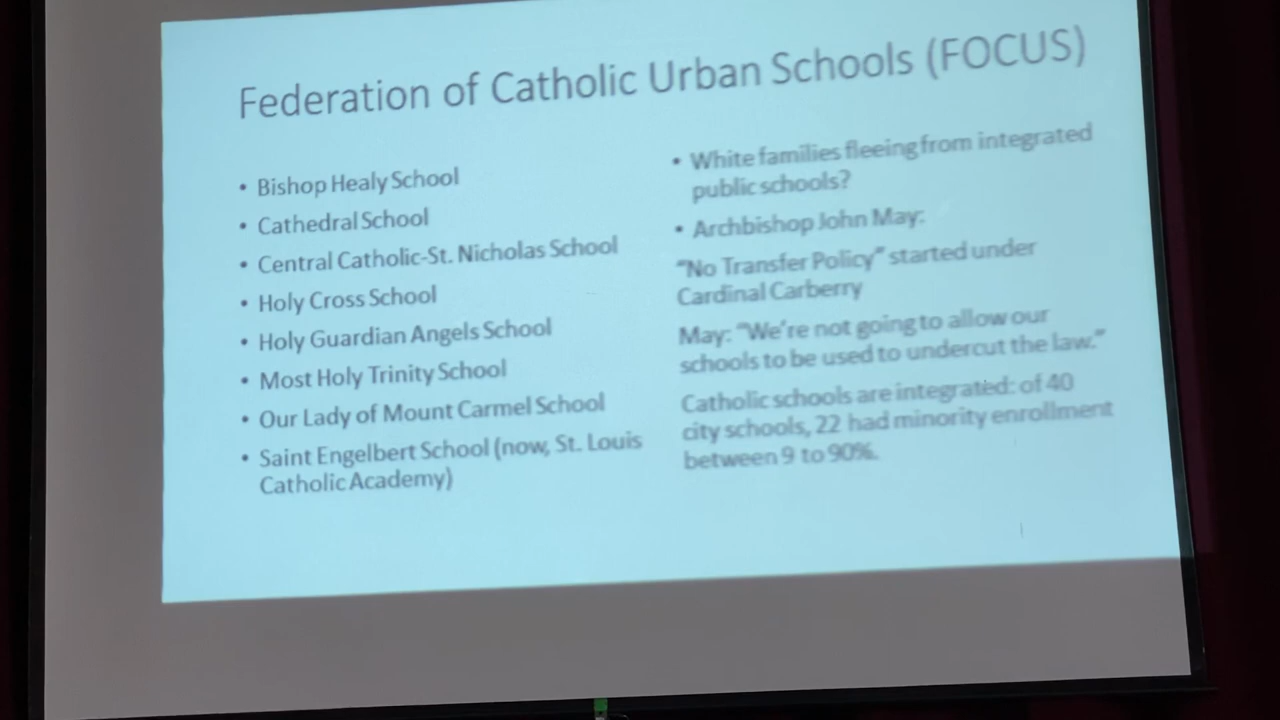 Federation of Catholic Urban Schools (FOCUS)
• Bishop Healy School
• Cathedral School
• Central Catholic-St. Nicholas School
• Holy Cross School
• Holy Guardian Angels School
• Most Holy Trinity School
• Our Lady of Mount Carmel School
• Saint Engelbert School (now, St. Louis
Catholic Academy)
• White families fleeing from integrated
public schools?
• Archbishop John May:
“No Transfer Policy” started under
Cardinal Carberry
May: “We’re not going to allow our
schools to be used to undercut the law.”
Catholic schools are integrated: of 40
city schools, 22 had minority enrollment
between 9 to 90%.